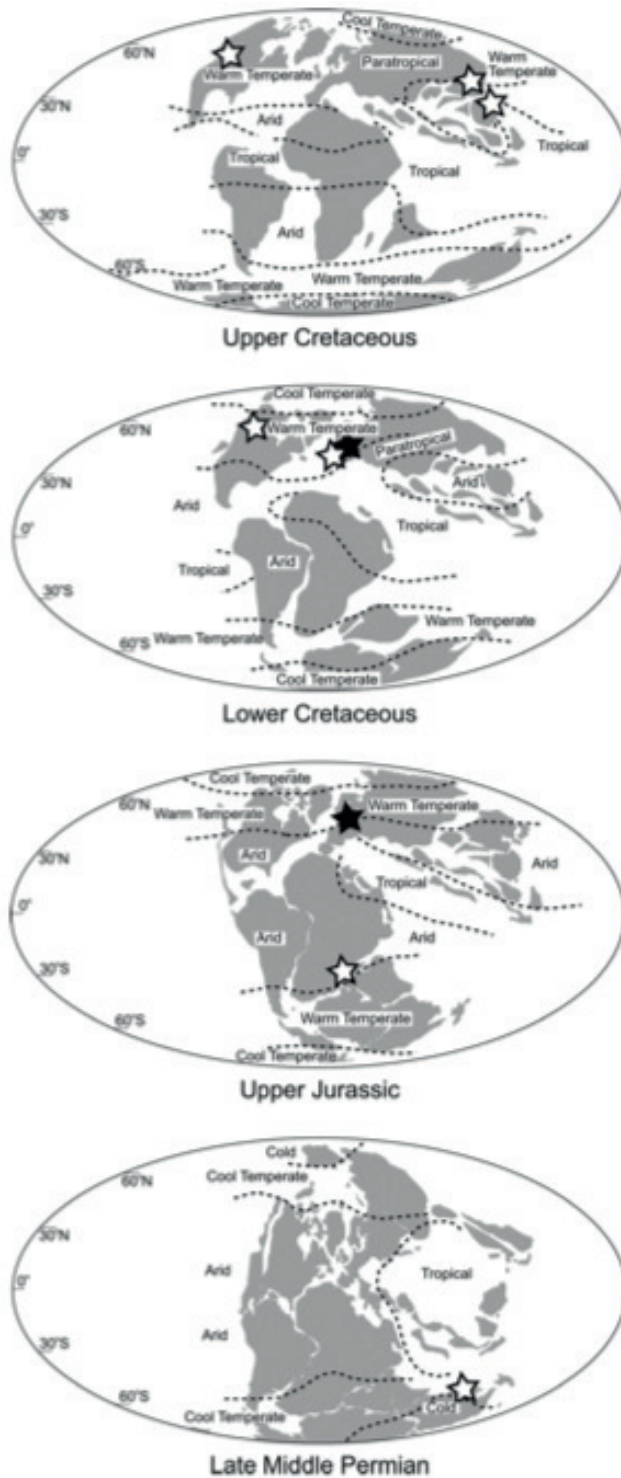 Cool Temperate
60°N
Paratropical
Warm
Temperate
Warm Temperate
30°N
Arid
0°
Tropical
Tropical
Tropical
30°S
Arid
60°S
Warm Temperate
Warm Temperate
Cool Temperate
Upper Cretaceous
Cool Temperate
60°N
Warm Temperate
Paratropical
30°N
Arid
Arid
0°
Tropical
Tropical
Arid
30°S
Warm Temperate
60°S
Warm Temperate
Cool Temperate
Lower Cretaceous
Cool Temperate
60°N
Warm Temperate
Warm Temperate
30°N
Arid
Arid
Tropical
0°
Arid
Arid
30°S
60°S
Warm Temperate
Cool Temperate
Upper Jurassic
Cold
60°N
Cool Temperate
30°N
Arid
Tropical
0°
Arid
30°S
60°S
Cool Temperate
Cold
Late Middle Permian